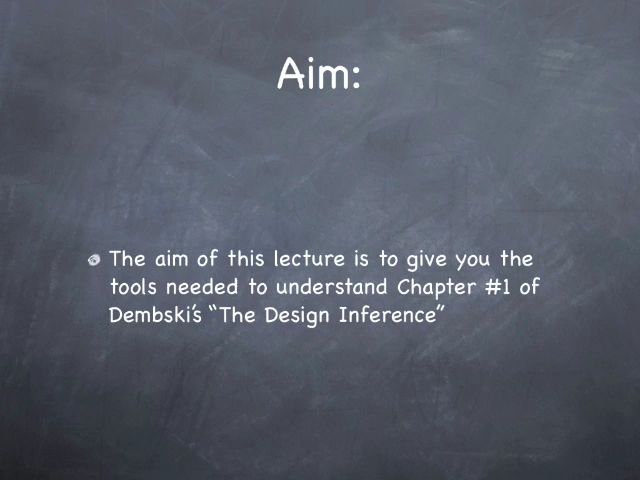 Aim:
The aim of this lecture is to give you the
tools needed to understand Chapter #1 of
Dembski's “The Design Inference”